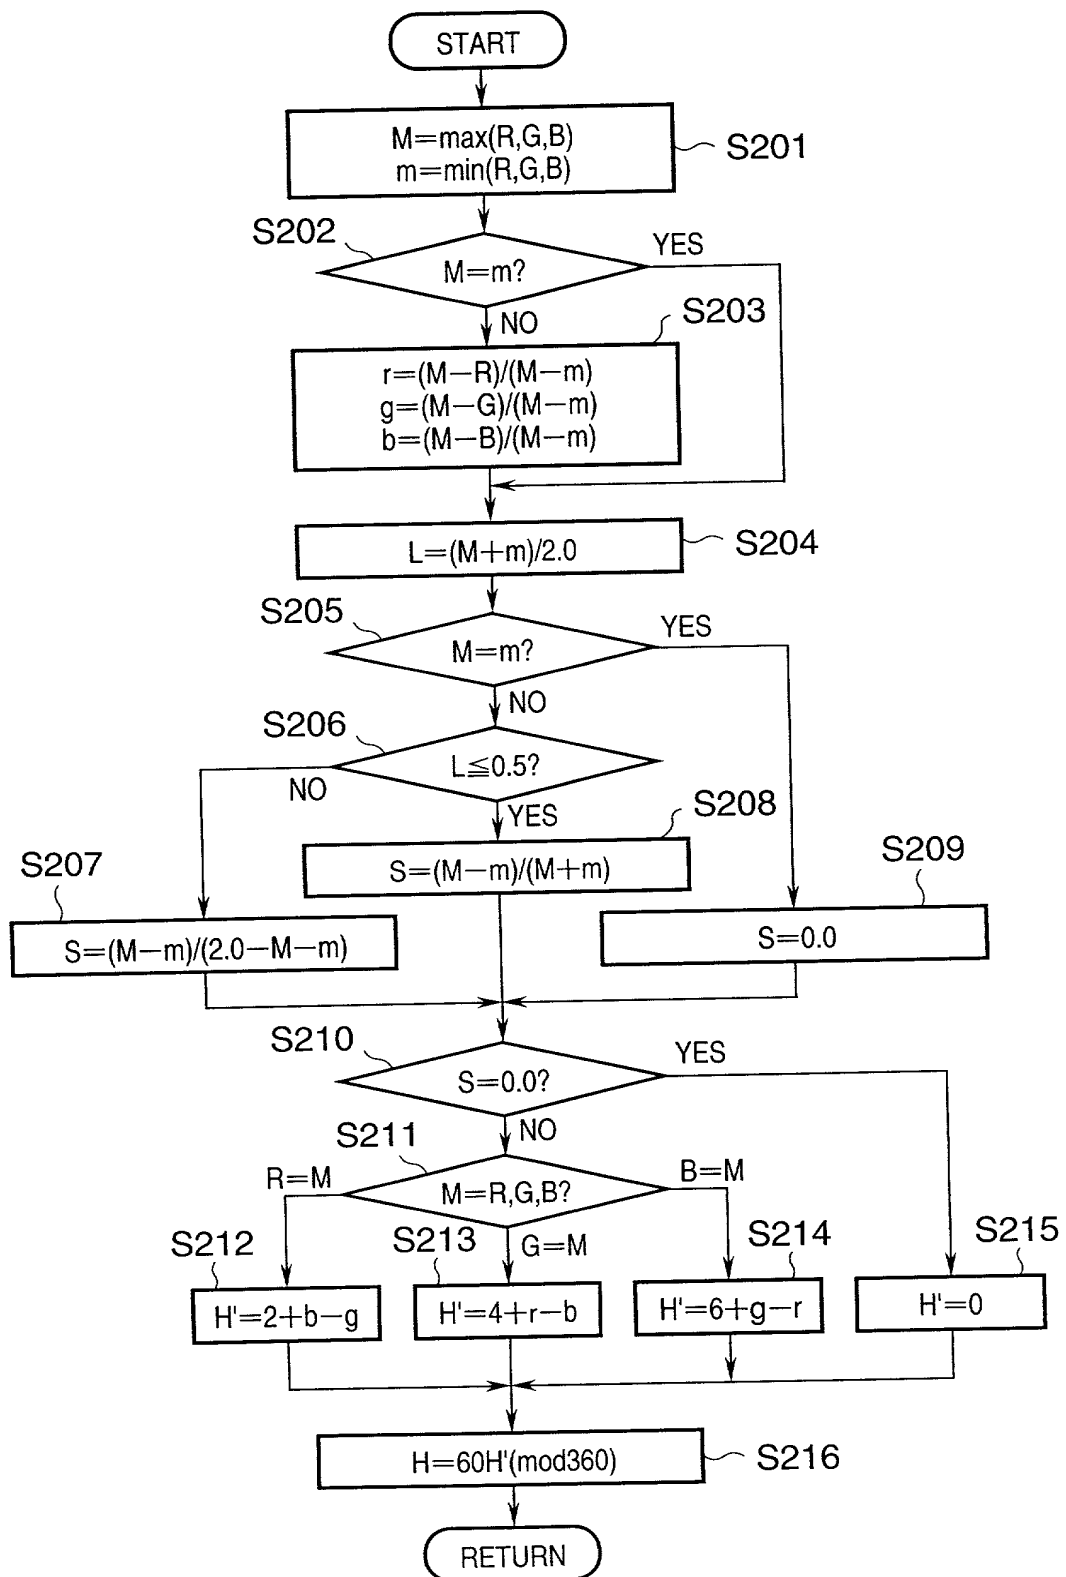 START
M=max(R,G,B)
m=min(R,G,B)
S201
S202
M=m?
YES
NO
S203
r=(M−R)/(M−m)
g=(M−G)/(M−m)
b=(M−B)/(M−m)
L=(M+m)/2.0
S204
S205
M=m?
YES
NO
S206
L≦0.5?
NO
YES
S208
S=(M−m)/(M+m)
S207
S=(M−m)/(2.0−M−m)
S209
S=0.0
S210
S=0.0?
YES
NO
S211
M=R,G,B?
R=M
G=M
B=M
S212
H'=2+b−g
S213
H'=4+r−b
S214
H'=6+g−r
S215
H'=0
H=60H'(mod360)
S216
RETURN